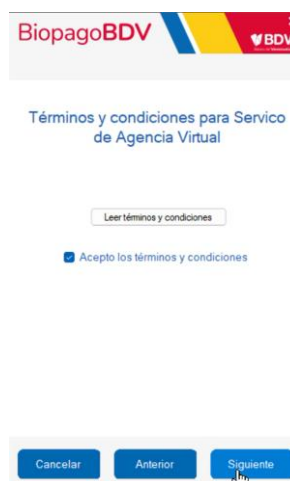 BiopagoBDV
BDV
Términos y condiciones para Servico
de Agencia Virtual
Leer términos y condiciones
Acepto los términos y condiciones
Cancelar
Anterior
Siguiente